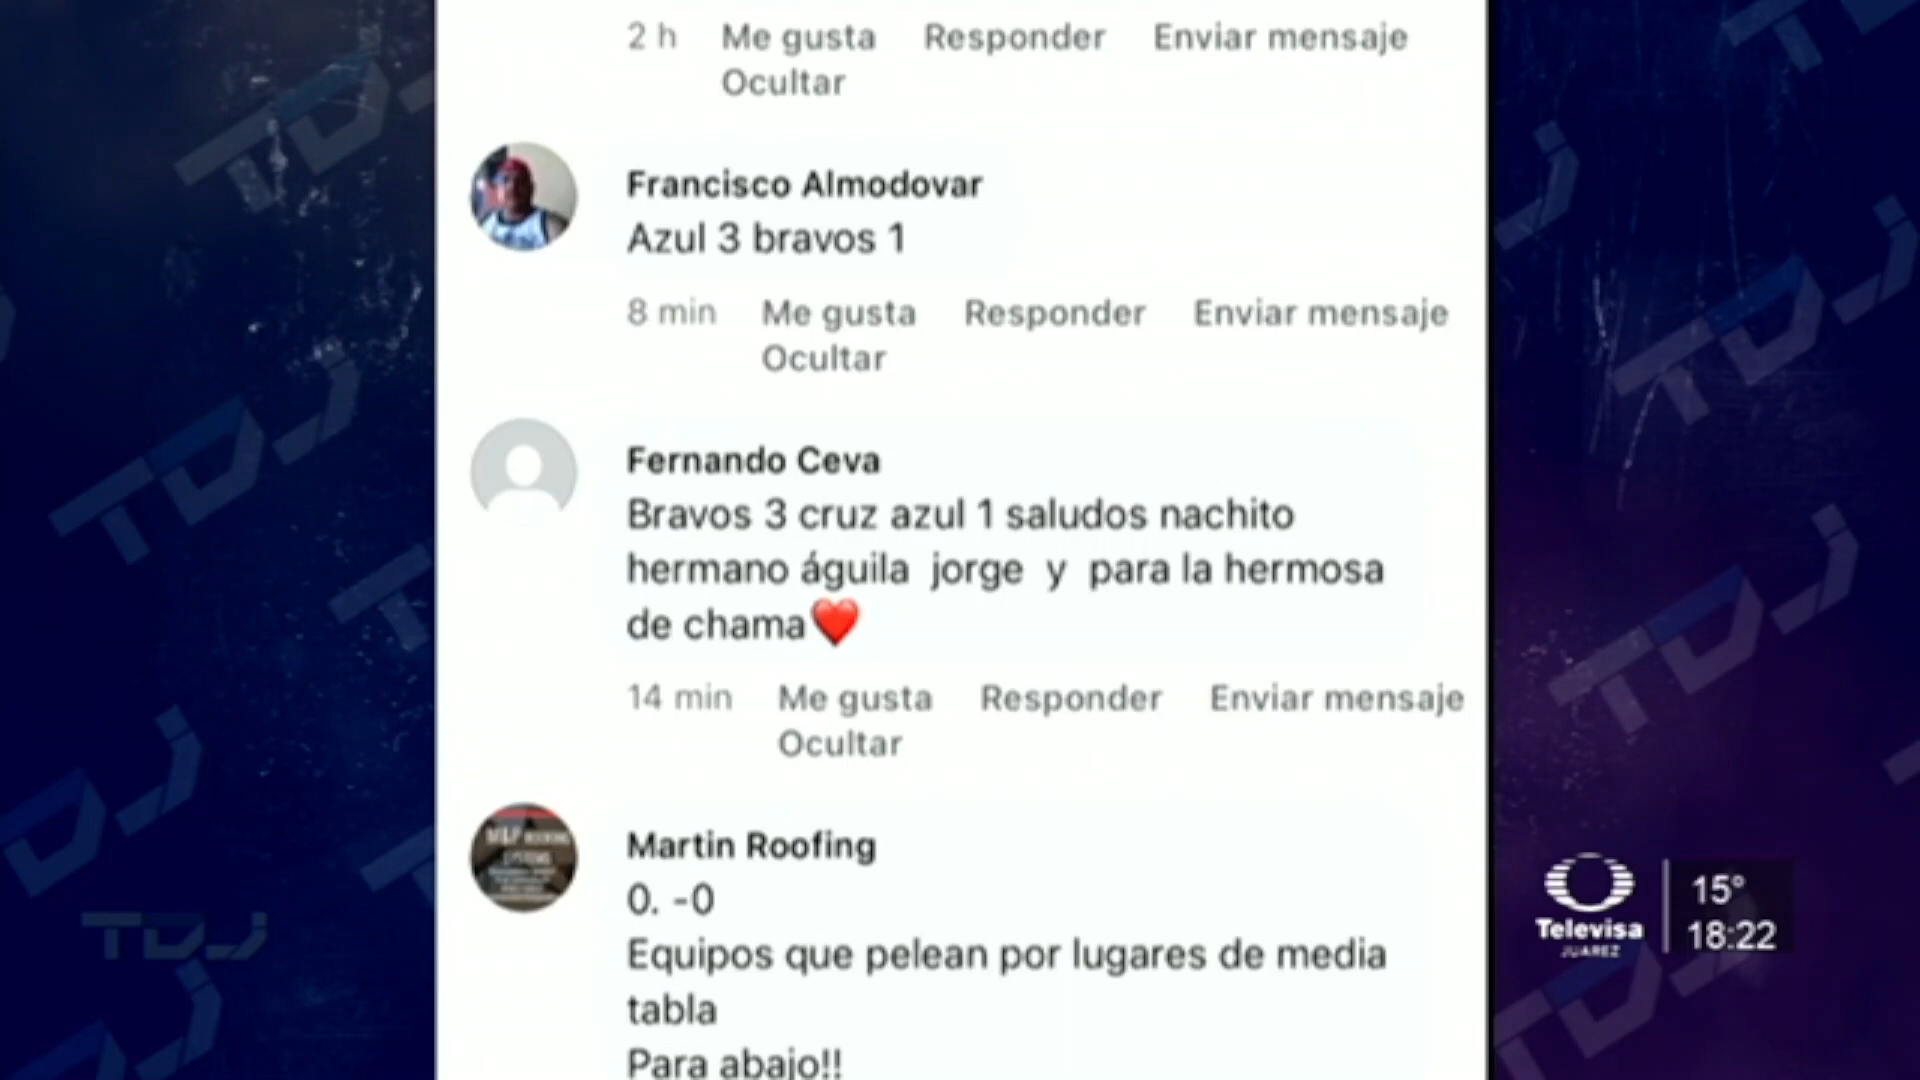 2 h Me gusta Responder Enviar mensaje
Ocultar
Francisco Almodovar
Azul 3 bravos 1
8 min Me gusta Responder Enviar mensaje
Ocultar
Fernando Ceva
Bravos 3 cruz azul 1 saludos nachito
hermano águila jorge y para la hermosa
de chama❤️
14 min Me gusta Responder Enviar mensaje
Ocultar
Martin Roofing
0. -0
Equipos que pelean por lugares de media
tabla
Para abajo!!
TDJ
Televisa
JUAREZ
15°
18:22